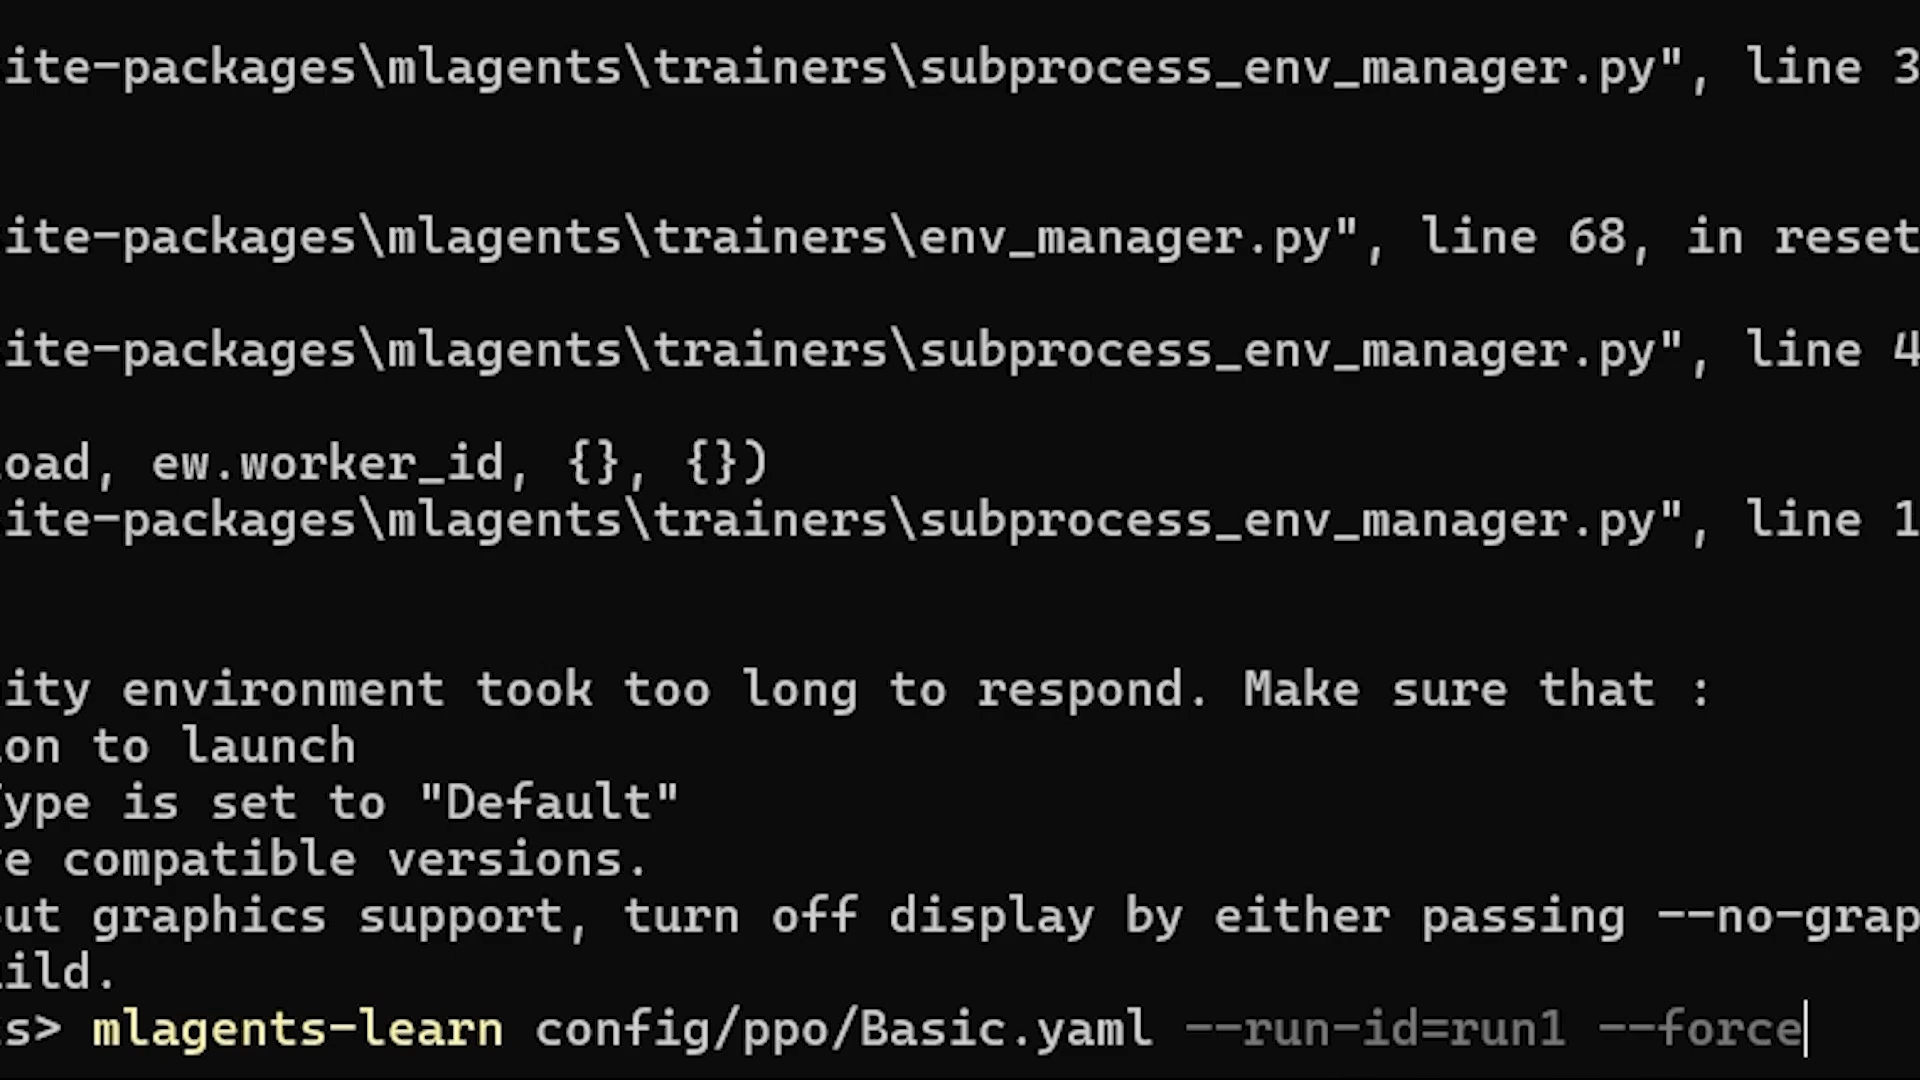 ite-packages\mlagents\trainers\subprocess_env_manager.py", line 3
ite-packages\mlagents\trainers\env_manager.py", line 68, in reset
ite-packages\mlagents\trainers\subprocess_env_manager.py", line 4
oad, ew.worker_id, {}, {})
ite-packages\mlagents\trainers\subprocess_env_manager.py", line 1
ity environment took too long to respond. Make sure that :
on to launch
ype is set to "Default"
e compatible versions.
ut graphics support, turn off display by either passing --no-grap
ild.
s> mlagents-learn config/ppo/Basic.yaml --run-id=run1 --force